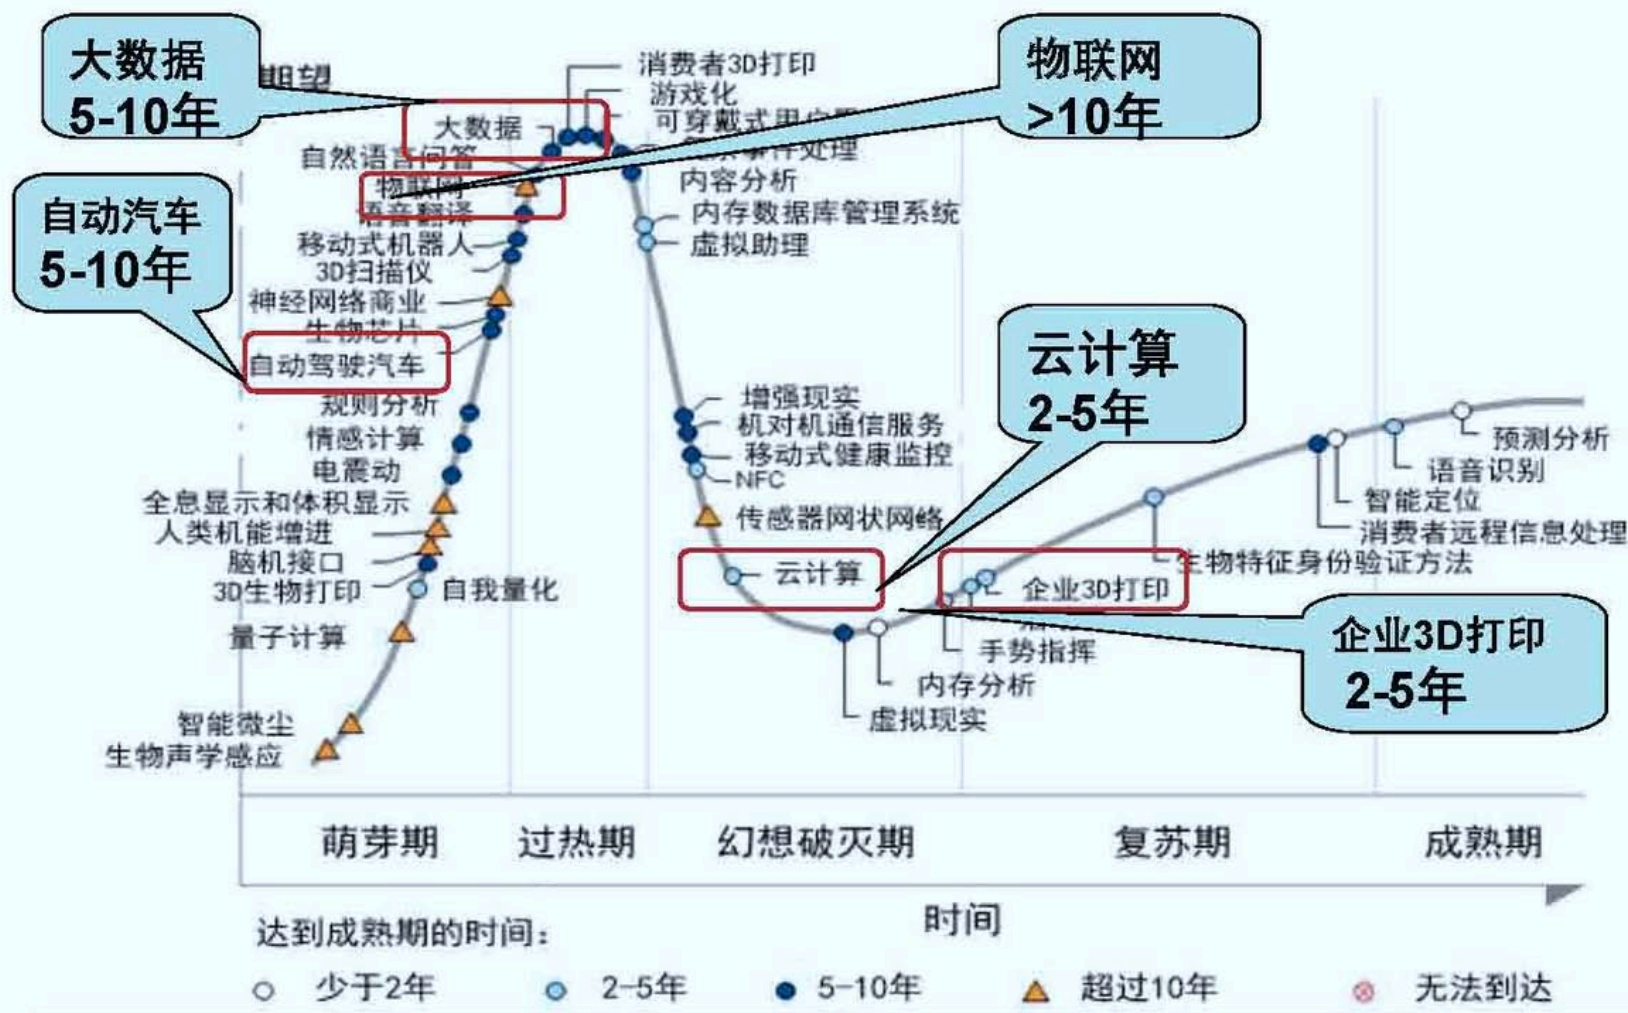 大数据
5-10年
期望
物联网
>10年
自动汽车
5-10年
云计算
2-5年
企业3D打印
2-5年
消费者3D打印
游戏化
可穿戴式用户
大数据
自然语言问答
事件处理
物联网
内容分析
语音翻译
内存数据库管理系统
移动式机器人
虚拟助理
3D扫描仪
神经网络商业
生物芯片
自动驾驶汽车
规则分析
增强现实
情感计算
机对机通信服务
电震动
移动式健康监控
NFC
全息显示和体积显示
传感器网状网络
人类机能增进
脑机接口
云计算
3D生物打印
自我量化
企业3D打印
量子计算
手势指挥
内存分析
虚拟现实
智能微尘
生物声学感应
预测分析
语音识别
智能定位
消费者远程信息处理
生物特征身份验证方法
萌芽期
过热期
幻想破灭期
复苏期
成熟期
时间
达到成熟期的时间:
少于2年
2-5年
5-10年
超过10年
无法到达